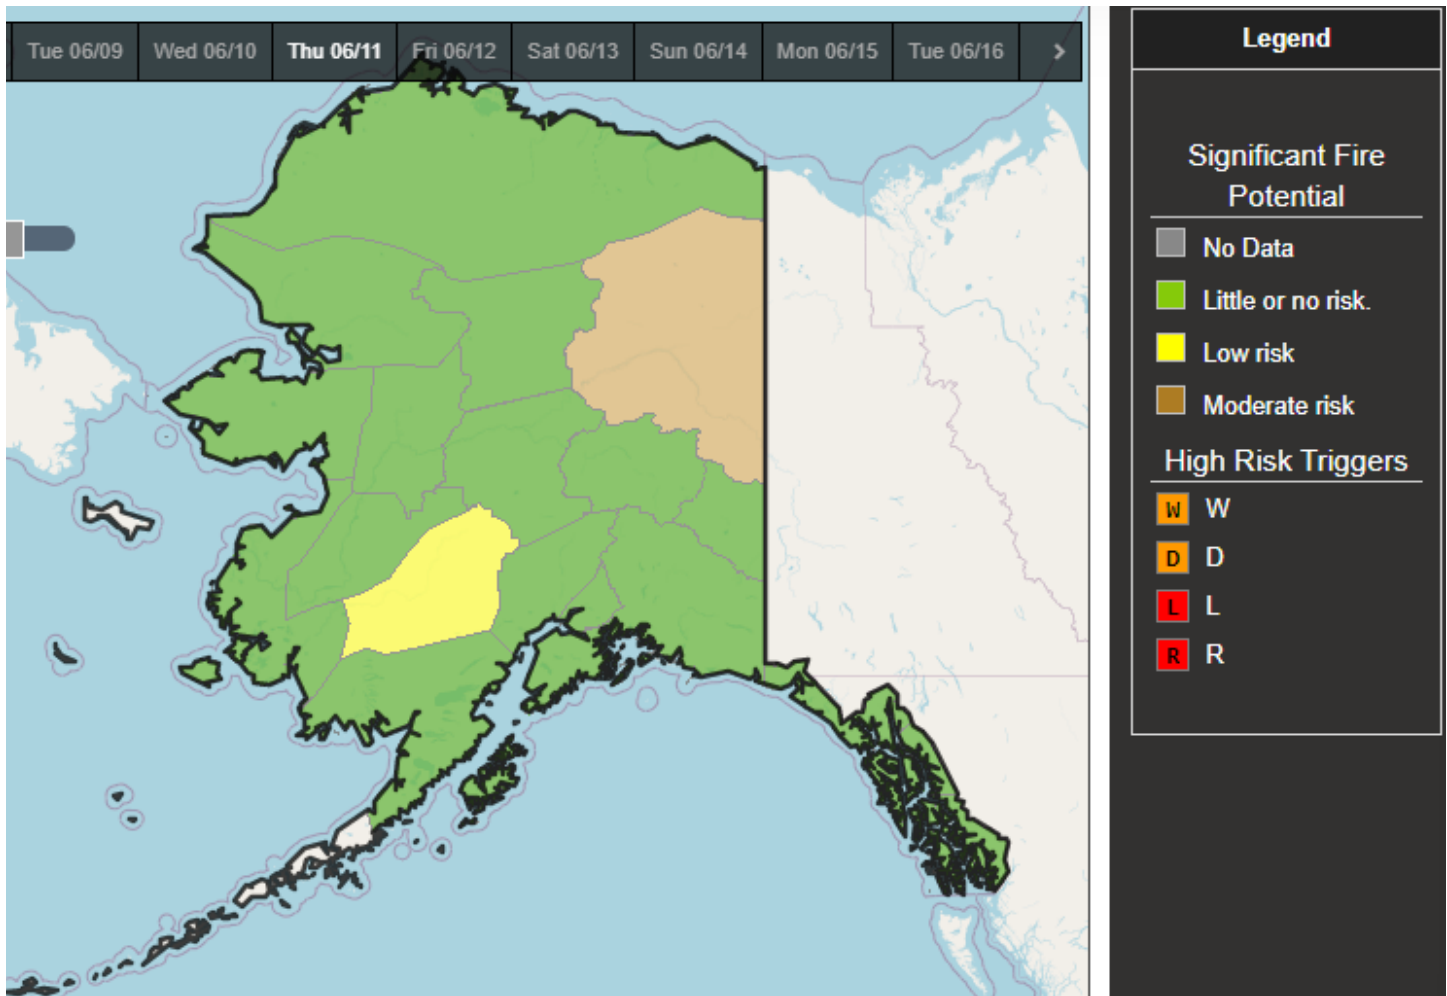 Tue 06/09 Wed 06/10 Thu 06/11 Fri 06/12 Sat 06/13 Sun 06/14 Mon 06/15 Tue 06/16 >
Legend
Significant Fire
Potential
No Data
Little or no risk.
Low risk
Moderate risk
High Risk Triggers
W W
D D
L L
R R